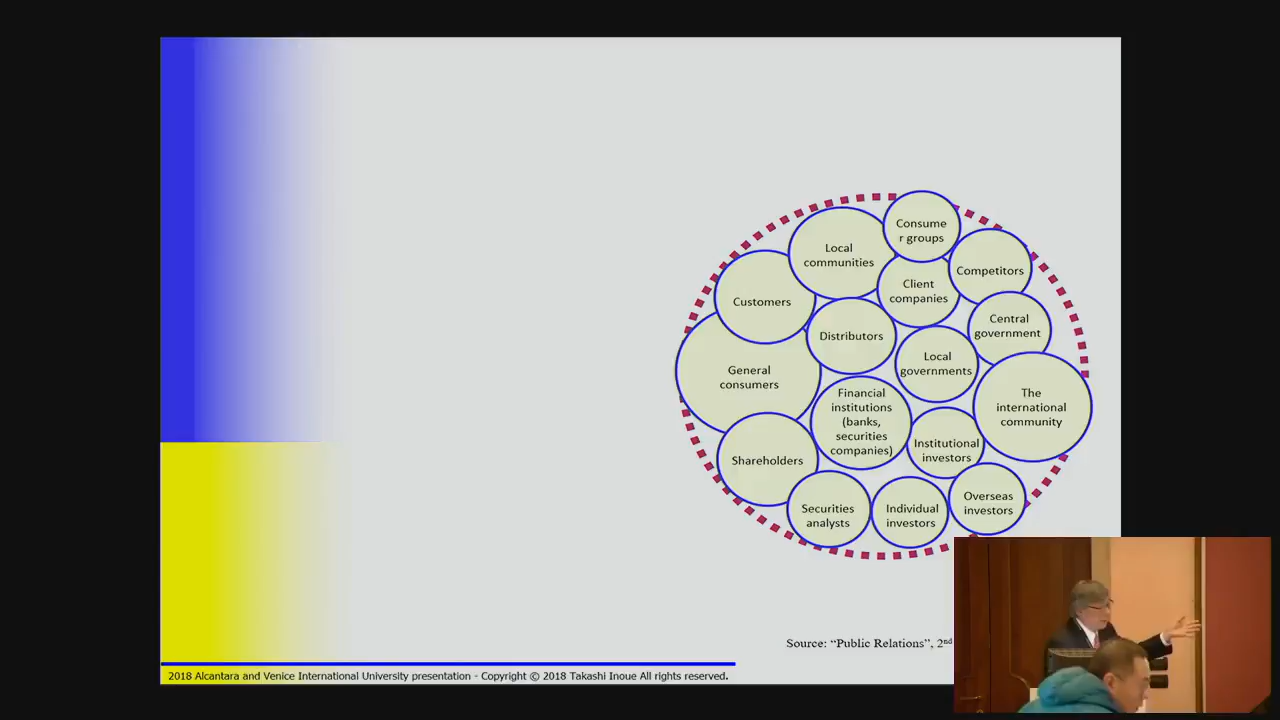 Consume
r groups
Local
communities
Competitors
Client
companies
Customers
Central
government
Distributors
Local
governments
General
consumers
Financial
institutions
(banks,
securities
companies)
The
international
community
Institutional
investors
Shareholders
Overseas
investors
Securities
analysts
Individual
investors
Source: “Public Relations”, 2nd
2018 Alcantara and Venice International University presentation - Copyright © 2018 Takashi Inoue All rights reserved.